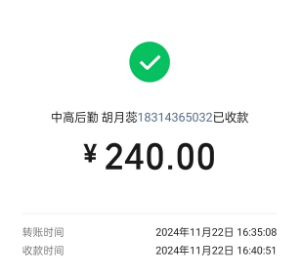 中高后勤 胡月蕊18314365032已收款
¥240.00
转账时间 2024年11月22日 16:35:08
收款时间 2024年11月22日 16:40:51